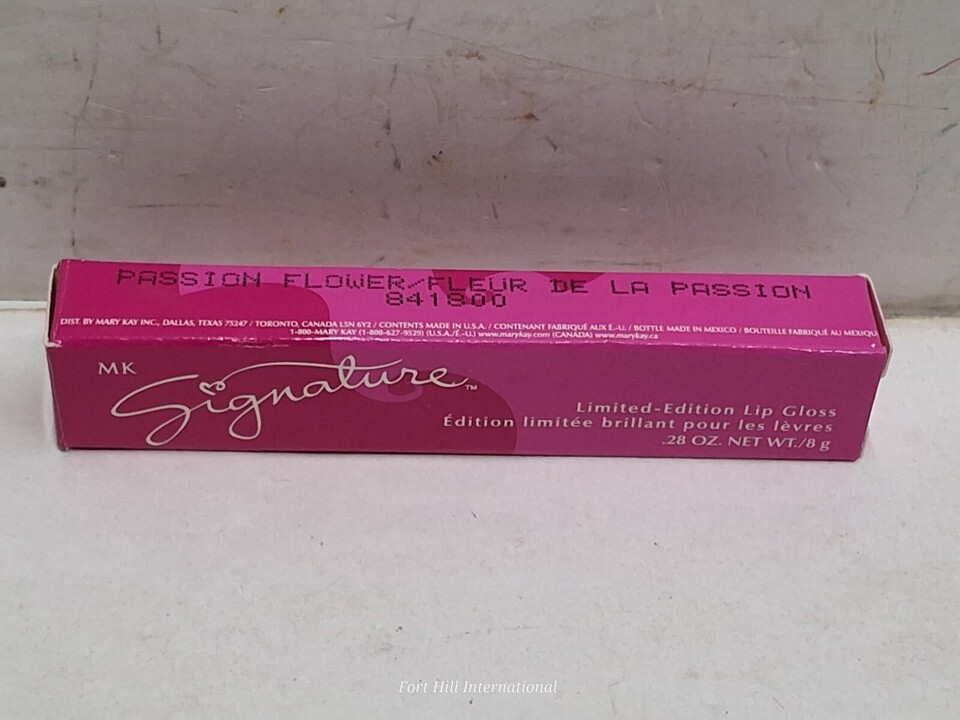 PASSION FLOWER/FLEUR DE LA PASSION
841800
DIST. BY MARY KAY INC., DALLAS, TEXAS 75247 / TORONTO, CANADA L5N 6Y2 / CONTENTS MADE IN U.S.A. / CONTENANT FABRIQUÉ AUX É.-U. / BOTTLE MADE IN MEXICO / BOUTEILLE FABRIQUÉ AU MEXIQU
1-800-MARY KAY (1-800-627-9529) (U.S.A./É.-U.) www.marykay.com (CANADA) www.marykay.ca
MK
Signature™
Limited-Edition Lip Gloss
Édition limitée brillant pour les lèvres
.28 OZ. NET WT./8 g
Fort Hill International